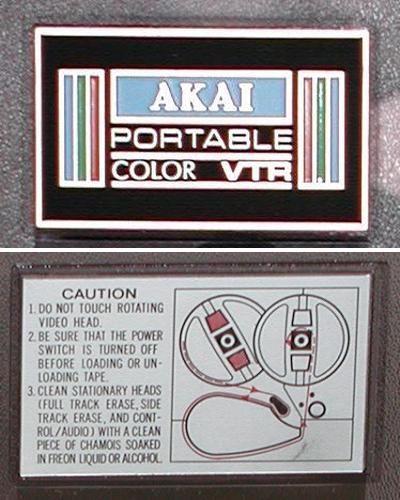 AKAI
PORTABLE
COLOR VTR
CAUTION
1. DO NOT TOUCH ROTATING
VIDEO HEAD.
2. BE SURE THAT THE POWER
SWITCH IS TURNED OFF
BEFORE LOADING OR UN-
LOADING TAPE.
3. CLEAN STATIONARY HEADS
(FULL TRACK ERASE, SIDE
TRACK ERASE, AND CONT-
ROL/AUDIO) WITH A CLEAN
PIECE OF CHAMOIS SOAKED
IN FREON LIQUID OR ALCOHOL.